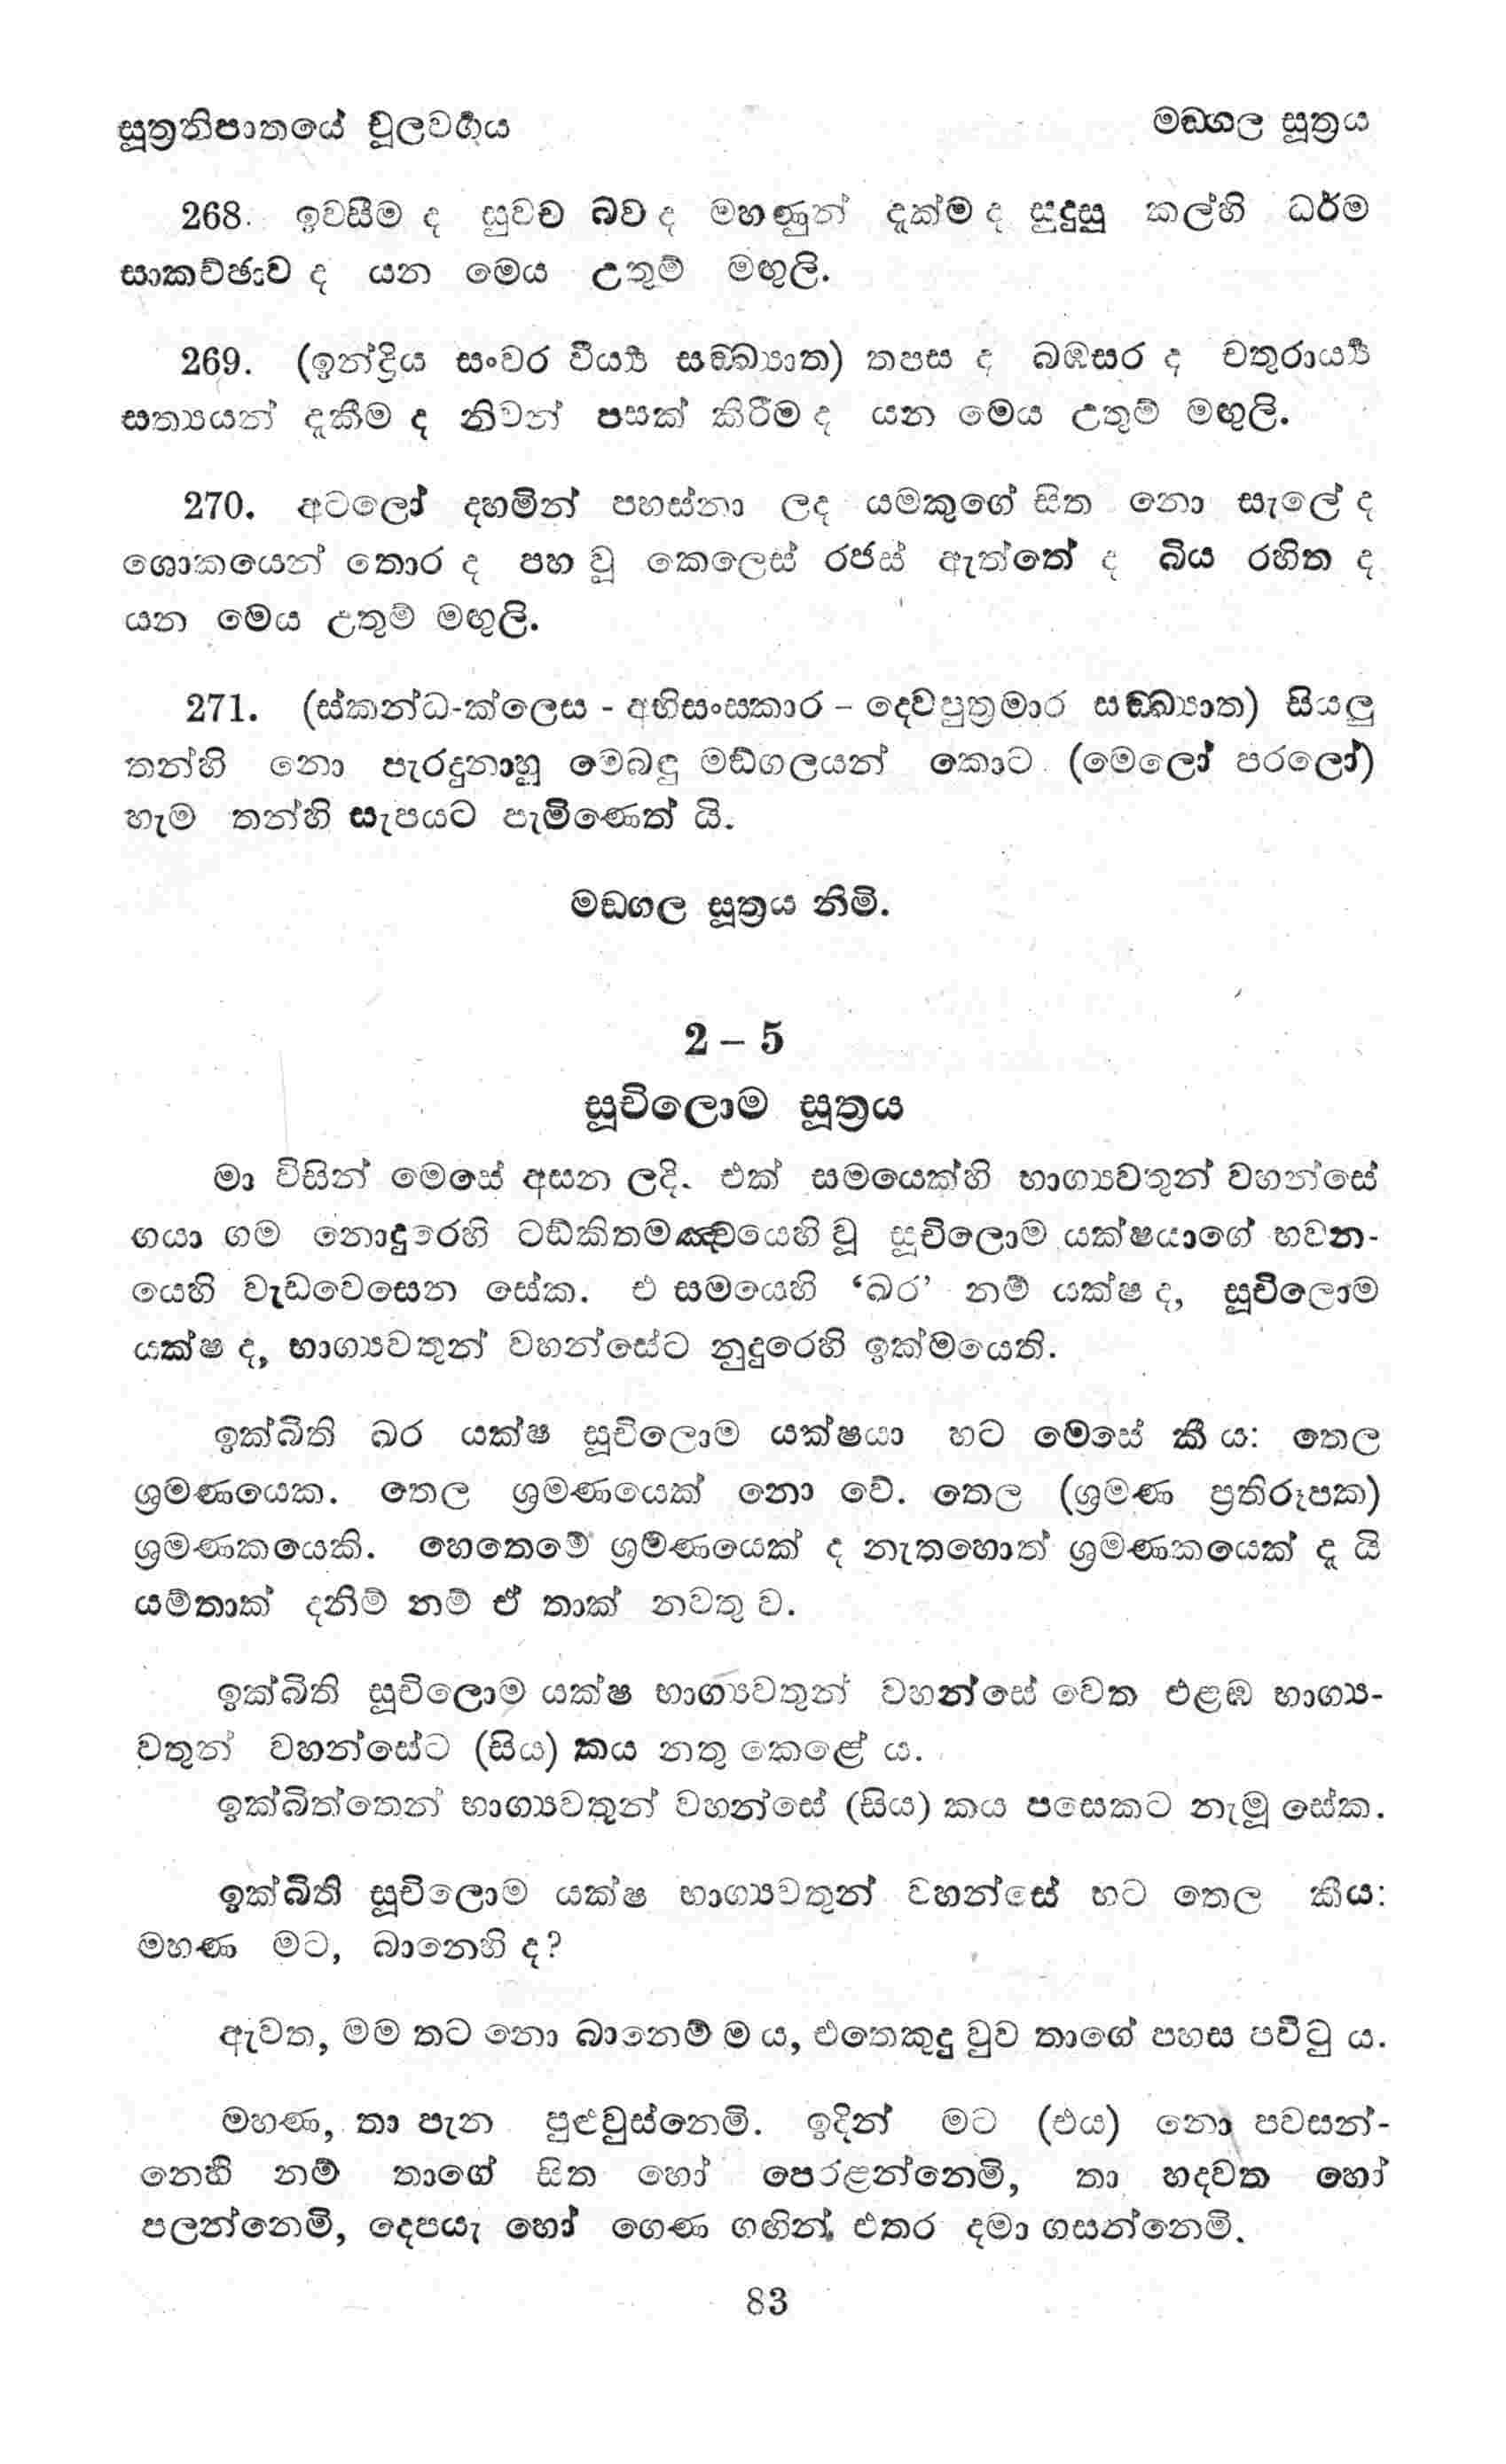 සූත්‍රනිපාතයේ චූලවර්‍ගය
මඞ්ගල සූත්‍රය
268. ඉවසීම ද සුවච බව ද මහණුන් දැක්ම ද සුදුසු කල්හි ධර්ම
සාකච්ඡාව ද යන මෙය උතුම් මඟුලි.
269. (ඉන්ද්‍රිය සංවර වීර්‍ය්‍ය සඞ්ඛ්‍යාත) තපස ද බඹසර ද චතුරාර්‍ය්‍ය
සත්‍යයන් දැකීම ද නිවන් පසක් කිරීම ද යන මෙය උතුම් මඟුලි.
270. අටලෝ දහමින් පහස්නා ලද යමකුගේ සිත නො සැලේ ද
ශොකයෙන් තොර ද පහ වූ කෙලෙස් රජස් ඇත්තේ ද බිය රහිත ද
යන මෙය උතුම් මඟුලි.
271. (ස්කන්ධ-ක්ලෙස - අභිසංසකාර – දෙවපුත්‍රමාර සඞ්ඛ්‍යාත) සියලු
තන්හි නො පැරදුනාහු මෙබඳු මඞ්ගලයන් කොට (මෙලෝ පරලෝ)
හැම තන්හි සැපයට පැමිණෙත් යි.
මඞගල සූත්‍රය නිමි.
2 – 5
සූචිලොම සූත්‍රය
මා විසින් මෙසේ අසන ලදි. එක් සමයෙක්හි භාග්‍යවතුන් වහන්සේ
ගයා ගම නොදුරෙහි ටඞ්කිතමඤ්චයෙහි වූ සූචිලොම යක්ෂයාගේ භවන-
යෙහි වැඩවෙසෙන සේක. එ සමයෙහි ‘ඛර’ නම් යක්ෂ ද, සූචිලොම
යක්ෂ ද, භාග්‍යවතුන් වහන්සේට නුදුරෙහි ඉක්මයෙති.
ඉක්බිති ඛර යක්ෂ සූචිලොම යක්ෂයා හට මෙසේ කී ය: තෙල
ශ්‍රමණයෙක. තෙල ශ්‍රමණයෙක් නො වේ. තෙල (ශ්‍රමණ ප්‍රතිරූපක)
ශ්‍රමණකයෙකි. හෙතෙමේ ශ්‍රමණයෙක් ද නැතහොත් ශ්‍රමණකයෙක් දැ යි
යම්තාක් දනිම් නම් ඒ තාක් නවතු ව.
ඉක්බිති සූචිලොම යක්ෂ භාග්‍යවතුන් වහන්සේ වෙත එළඹ භාග්‍ය-
වතුන් වහන්සේට (සිය) කය නතු කෙළේ ය.
ඉක්බිත්තෙන් භාග්‍යවතුන් වහන්සේ (සිය) කය පසෙකට නැමූ සේක.
ඉක්බිති සූචිලොම යක්ෂ භාග්‍යවතුන් වහන්සේ හට තෙල කීය:
මහණ මට, බානෙහි ද?
ඇවත, මම තට නො බානෙම් ම ය, එතෙකුදු වුව තාගේ පහස පවිටු ය.
මහණ, තා පැන පුළුවුස්නෙමි. ඉදින් මට (එය) නො පවසන්-
නෙහි නම් තාගේ සිත හෝ පෙරළන්නෙමි, තා හදවත හෝ
පලන්නෙමි, දෙපයැ හෝ ගෙණ ගඟින් එතර දමා ගසන්නෙමි.
83